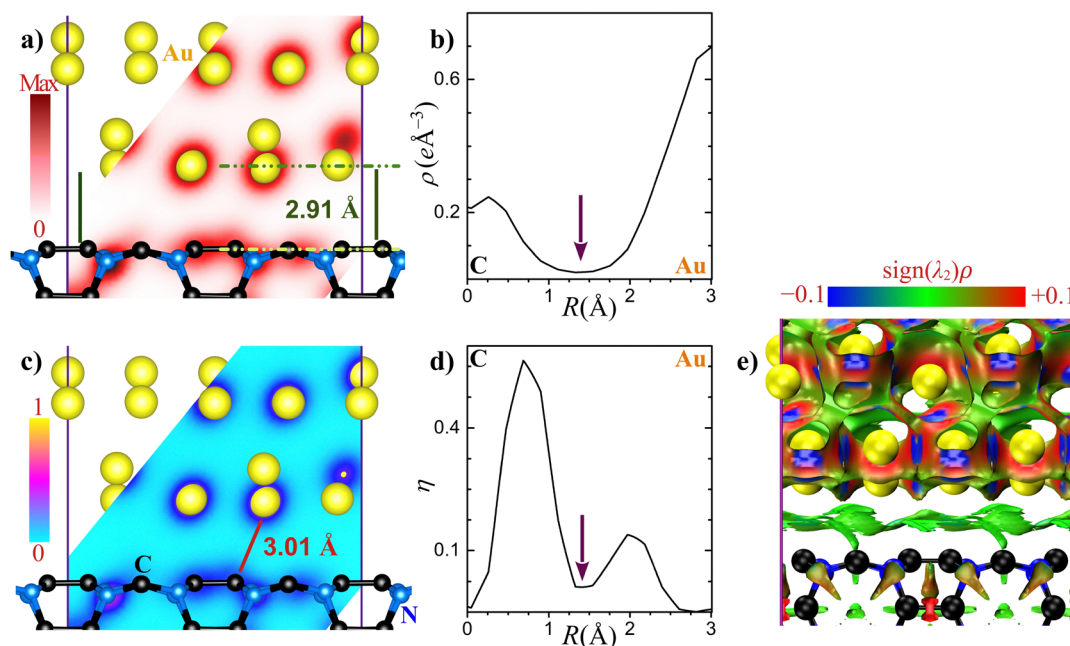 a)
Au
Max
0
2.91 Å
b)
ρ (eÅ⁻³)
0.6
0.2
C
Au
0
1
2
3
R(Å)
c)
1
0
3.01 Å
C
N
d)
C
Au
η
0.4
0.1
0
1
2
3
R(Å)
sign(λ₂)ρ
−0.1
+0.1
e)